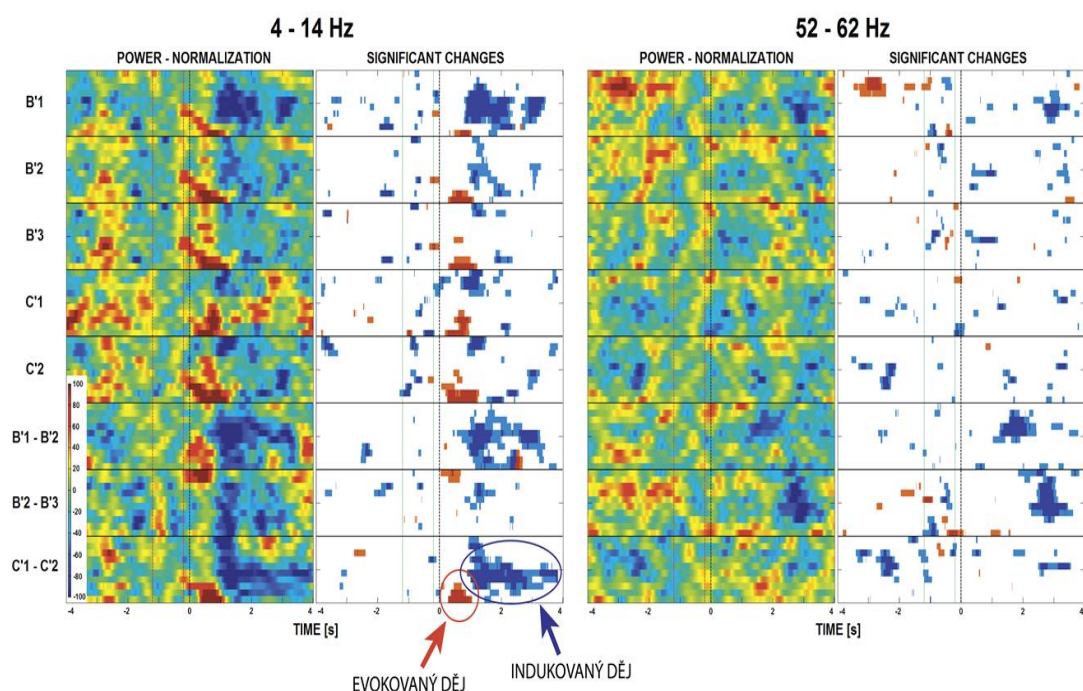 4 - 14 Hz 52 - 62 Hz
POWER - NORMALIZATION SIGNIFICANT CHANGES POWER - NORMALIZATION SIGNIFICANT CHANGES
B'1
B'2
B'3
C'1
C'2
B'1 - B'2
B'2 - B'3
C'1 - C'2
100
80
60
40
20
0
-20
-40
-60
-80
-100
-4 -2 0 2 4 -4 -2 0 2 4 -4 -2 0 2 4 -4 -2 0 2 4
TIME [s] TIME [s]
EVOKOVANÝ DĚJ
INDUKOVANÝ DĚJ